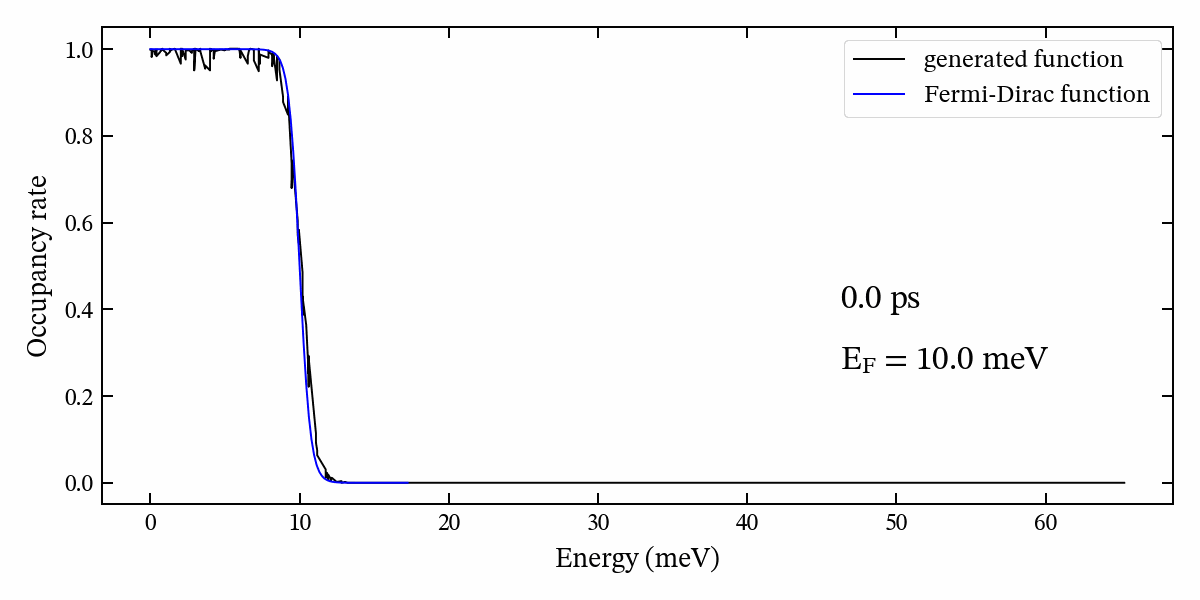 generated function
Fermi-Dirac function
1.0
0.8
0.6
0.4
0.2
0.0
Occupancy rate
0.0 ps
E_F = 10.0 meV
0 10 20 30 40 50 60
Energy (meV)